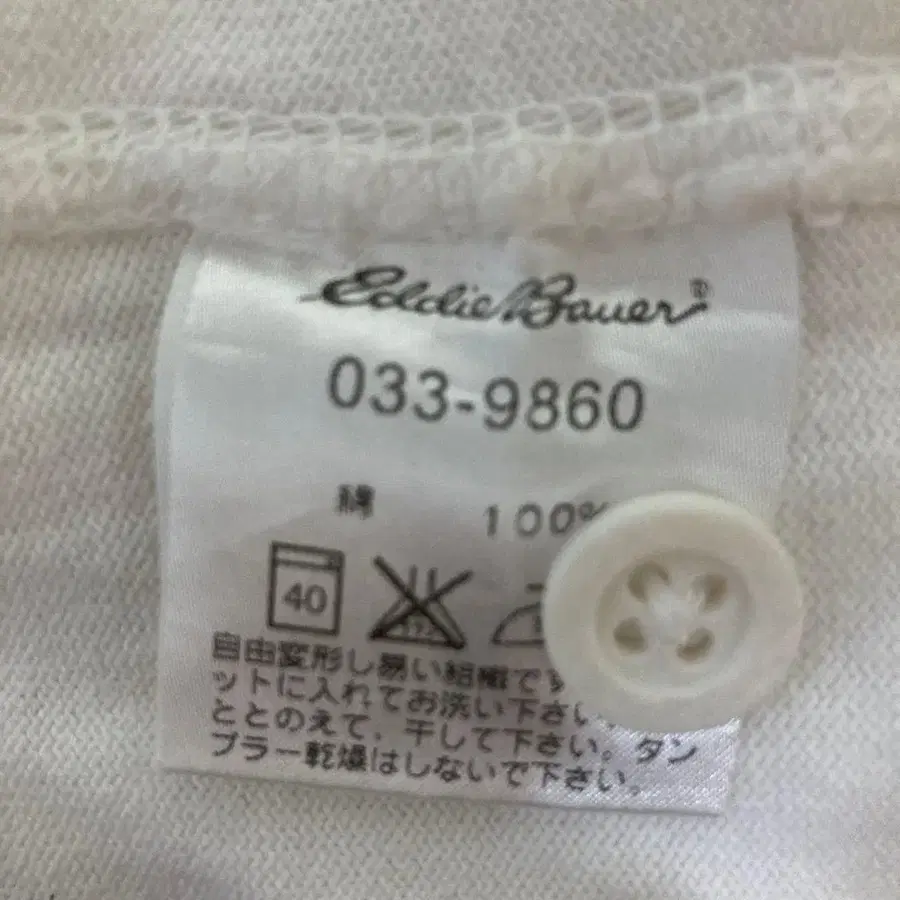 Eddie Bauer®
033-9860
綿 100%
40
自由変形し易い組織です
ットに入れてお洗い下さい
ととのえて、干して下さい。タン
ブラー乾燥はしないで下さい。